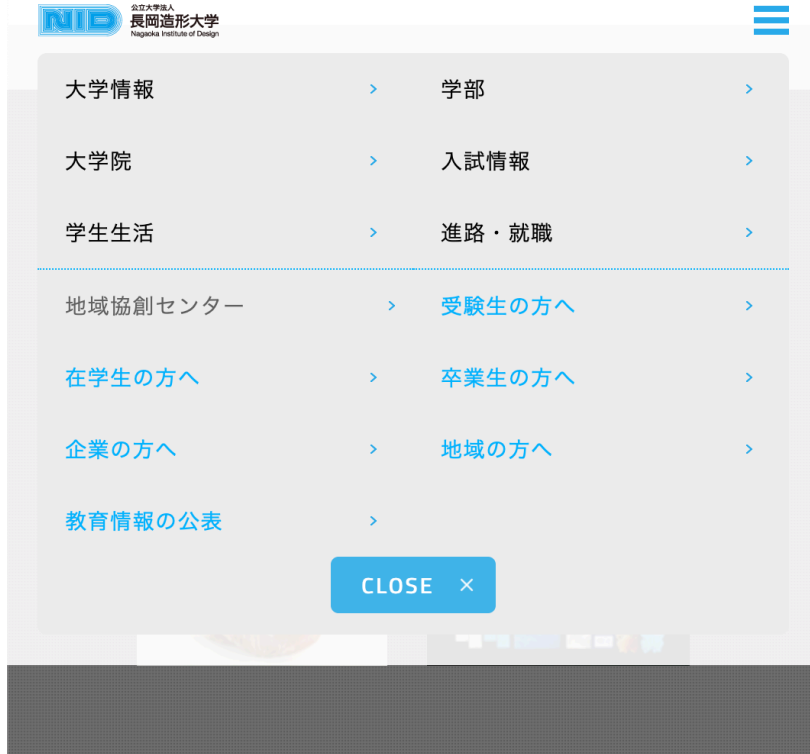 NID
公立大学法人
長岡造形大学
Nagaoka Institute of Design
大学情報
学部
大学院
入試情報
学生生活
進路・就職
地域協創センター
受験生の方へ
在学生の方へ
卒業生の方へ
企業の方へ
地域の方へ
教育情報の公表
CLOSE ×